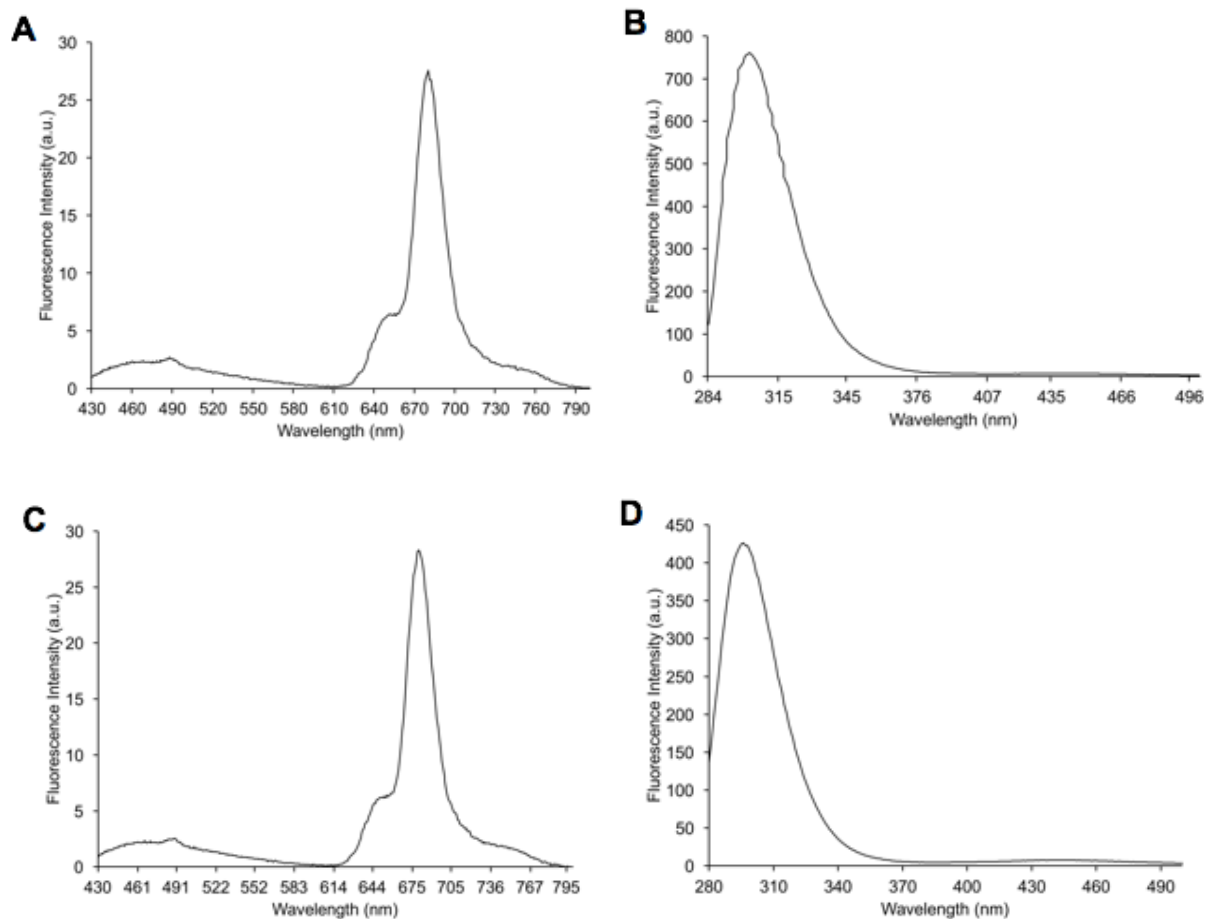 A
Fluorescence Intensity (a.u.)
30
25
20
15
10
5
0
430 460 490 520 550 580 610 640 670 700 730 760 790
Wavelength (nm)
B
Fluorescence Intensity (a.u.)
800
700
600
500
400
300
200
100
0
284 315 345 376 407 435 466 496
Wavelength (nm)
C
Fluorescence Intensity (a.u.)
30
25
20
15
10
5
0
430 461 491 522 552 583 614 644 675 705 736 767 795
Wavelength (nm)
D
Fluorescence Intensity (a.u.)
450
400
350
300
250
200
150
100
50
0
280 310 340 370 400 430 460 490
Wavelength (nm)